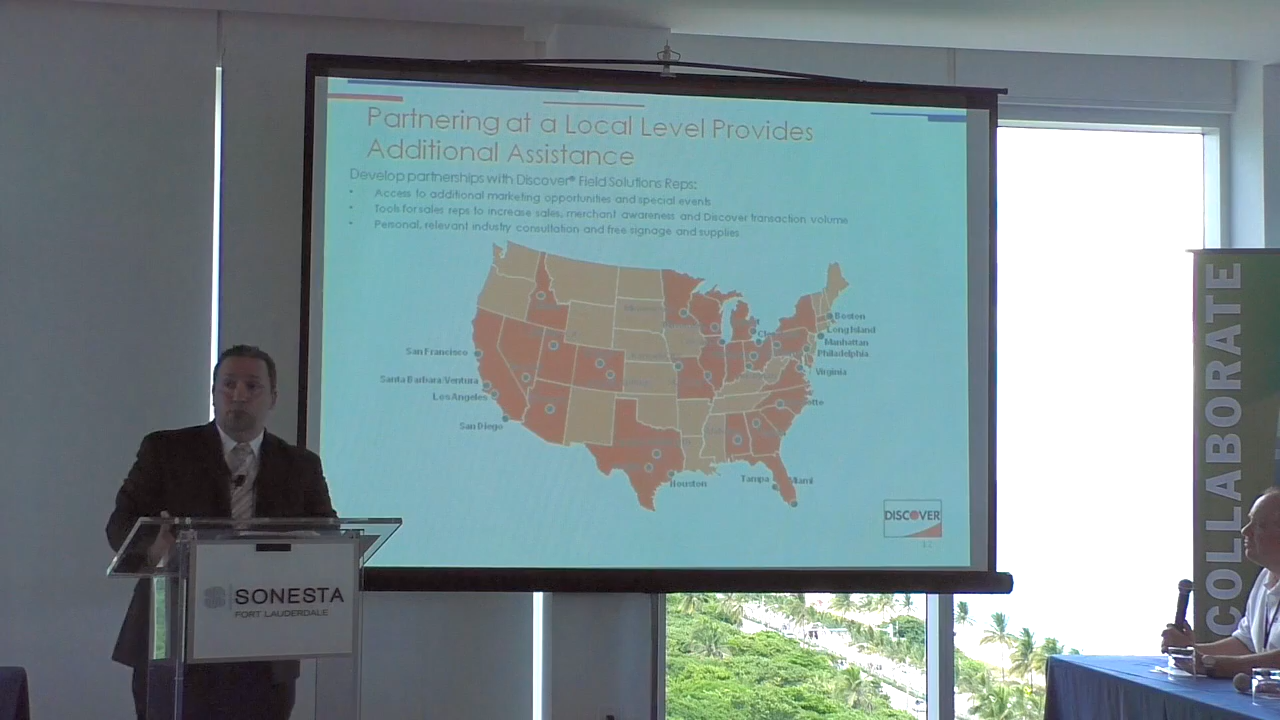 Partnering at a Local Level Provides
Additional Assistance
Develop partnerships with Discover® Field Solutions Reps:
• Access to additional marketing opportunities and special events
• Tools for sales reps to increase sales, merchant awareness and Discover transaction volume
• Personal, relevant industry consultation and free signage and supplies
Boston
Long Island
Manhattan
Philadelphia
Virginia
San Francisco
Santa Barbara/Ventura
Los Angeles
San Diego
Houston
Tampa
DISCOVER
SONESTA
FORT LAUDERDALE
COLLABORATE